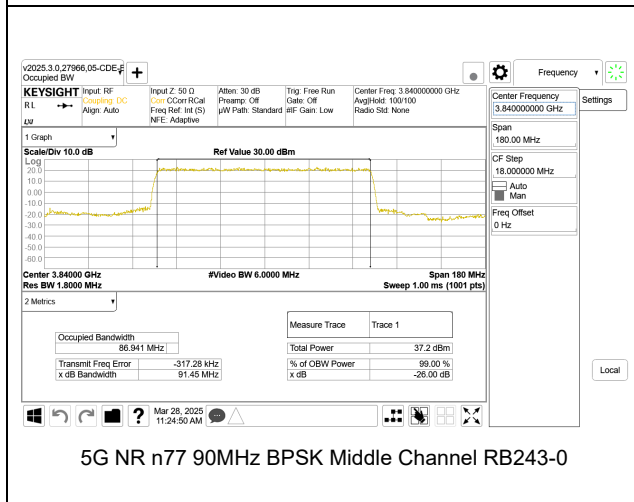 v2025.3.0,27966,05-CDE-E
Occupied BW
Frequency
KEYSIGHT
RL
LXI
Input: RF
Coupling: DC
Align: Auto
Input Z: 50 Ω
Corr CCorr RCal
Freq Ref: Int (S)
NFE: Adaptive
Atten: 30 dB
Preamp: Off
µW Path: Standard
Trig: Free Run
Gate: Off
#IF Gain: Low
Center Freq: 3.840000000 GHz
Avg|Hold: 100/100
Radio Std: None
Center Frequency
3.840000000 GHz
Settings
Span
180.00 MHz
CF Step
18.000000 MHz
Auto
Man
Freq Offset
0 Hz
Local
1 Graph
Scale/Div 10.0 dB
Ref Value 30.00 dBm
Log
20.0
10.0
0.00
-10.0
-20.0
-30.0
-40.0
-50.0
-60.0
Center 3.84000 GHz
#Video BW 6.0000 MHz
Span 180 MHz
Res BW 1.8000 MHz
Sweep 1.00 ms (1001 pts)
2 Metrics
Occupied Bandwidth
86.941 MHz
Transmit Freq Error -317.28 kHz
x dB Bandwidth 91.45 MHz
Measure Trace Trace 1
Total Power 37.2 dBm
% of OBW Power 99.00 %
x dB -26.00 dB
?
Mar 28, 2025
11:24:50 AM
5G NR n77 90MHz BPSK Middle Channel RB243-0